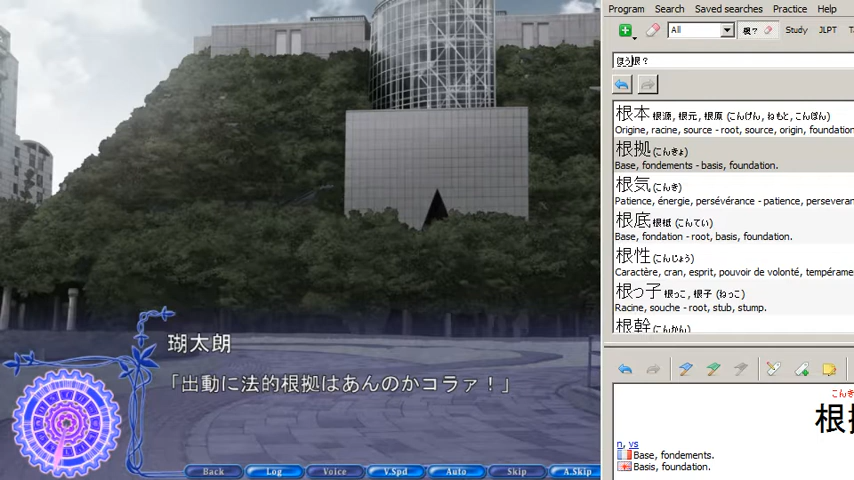 Program Search Saved searches Practice Help
All 根? Study JLPT
ほう根?
根本 根源, 根元, 根原 (こんげん, ねもと, こんぽん)
Origine, racine, source - root, source, origin, foundation
根拠 (こんきょ)
Base, fondements - basis, foundation.
根気 (こんき)
Patience, énergie, persévérance - patience, perseveran
根底 根柢 (こんてい)
Base, fondation - root, basis, foundation.
根性 (こんじょう)
Caractère, cran, esprit, pouvoir de volonté, tempérame
根っ子 根っこ, 根子 (ねっこ)
Racine, souche - root, stub, stump.
根幹 (こんかん)
こんき
根
n, vs
Base, fondements.
Basis, foundation.
瑚太朗
「出動に法的根拠はあんのかコラァ!」
Back Log Voice V.Spd Auto Skip A.Skip